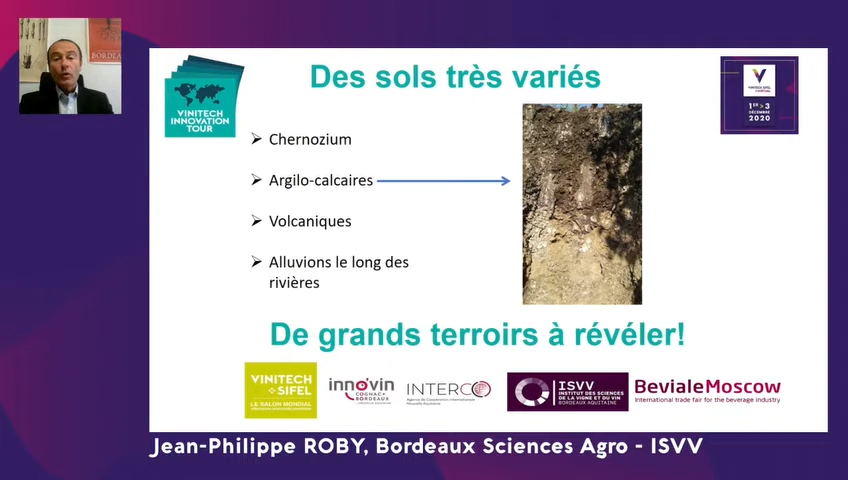 BORDEAUX
VINITECH
INNOVATION
TOUR
Des sols très variés
VINITECH SIFEL
1ER > 3
DÉCEMBRE
2020
Chernozium
Argilo-calcaires
Volcaniques
Alluvions le long des
rivières
De grands terroirs à révéler!
VINITECH
SIFEL
LE SALON MONDIAL
inno'vin
COGNAC
BORDEAUX
INTERCO
Agence de Coopération Internationale
Nouvelle Aquitaine
ISVV
INSTITUT DES SCIENCES
DE LA VIGNE ET DU VIN
BORDEAUX AQUITAINE
BevialeMoscow
International trade fair for the beverage industry
Jean-Philippe ROBY, Bordeaux Sciences Agro - ISVV